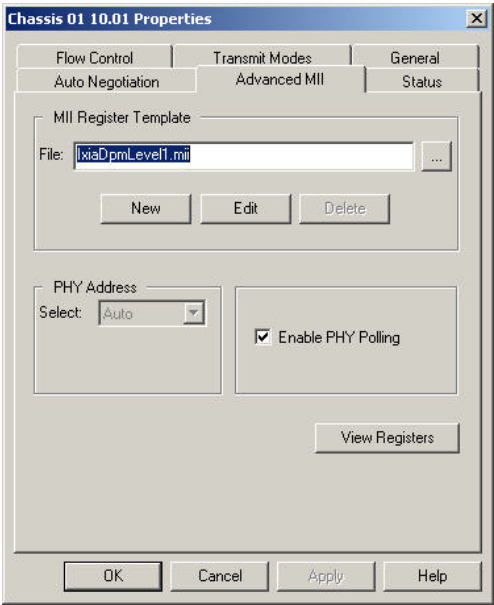 Chassis 01 10.01 Properties
Flow Control Transmit Modes General
Auto Negotiation Advanced MII Status
MII Register Template
File: IxiaDpmLevel1.mii ...
New Edit Delete
PHY Address
Select: Auto
Enable PHY Polling
View Registers
OK Cancel Apply Help